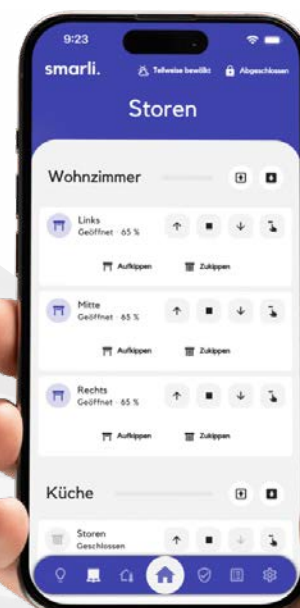 9:23
smarli. Teilweise bewölkt Abgeschlossen
Storen
Wohnzimmer
Links
Geöffnet · 65 %
Aufkippen Zukippen
Mitte
Geöffnet · 65 %
Aufkippen Zukippen
Rechts
Geöffnet · 65 %
Aufkippen Zukippen
Küche
Storen
Geschlossen